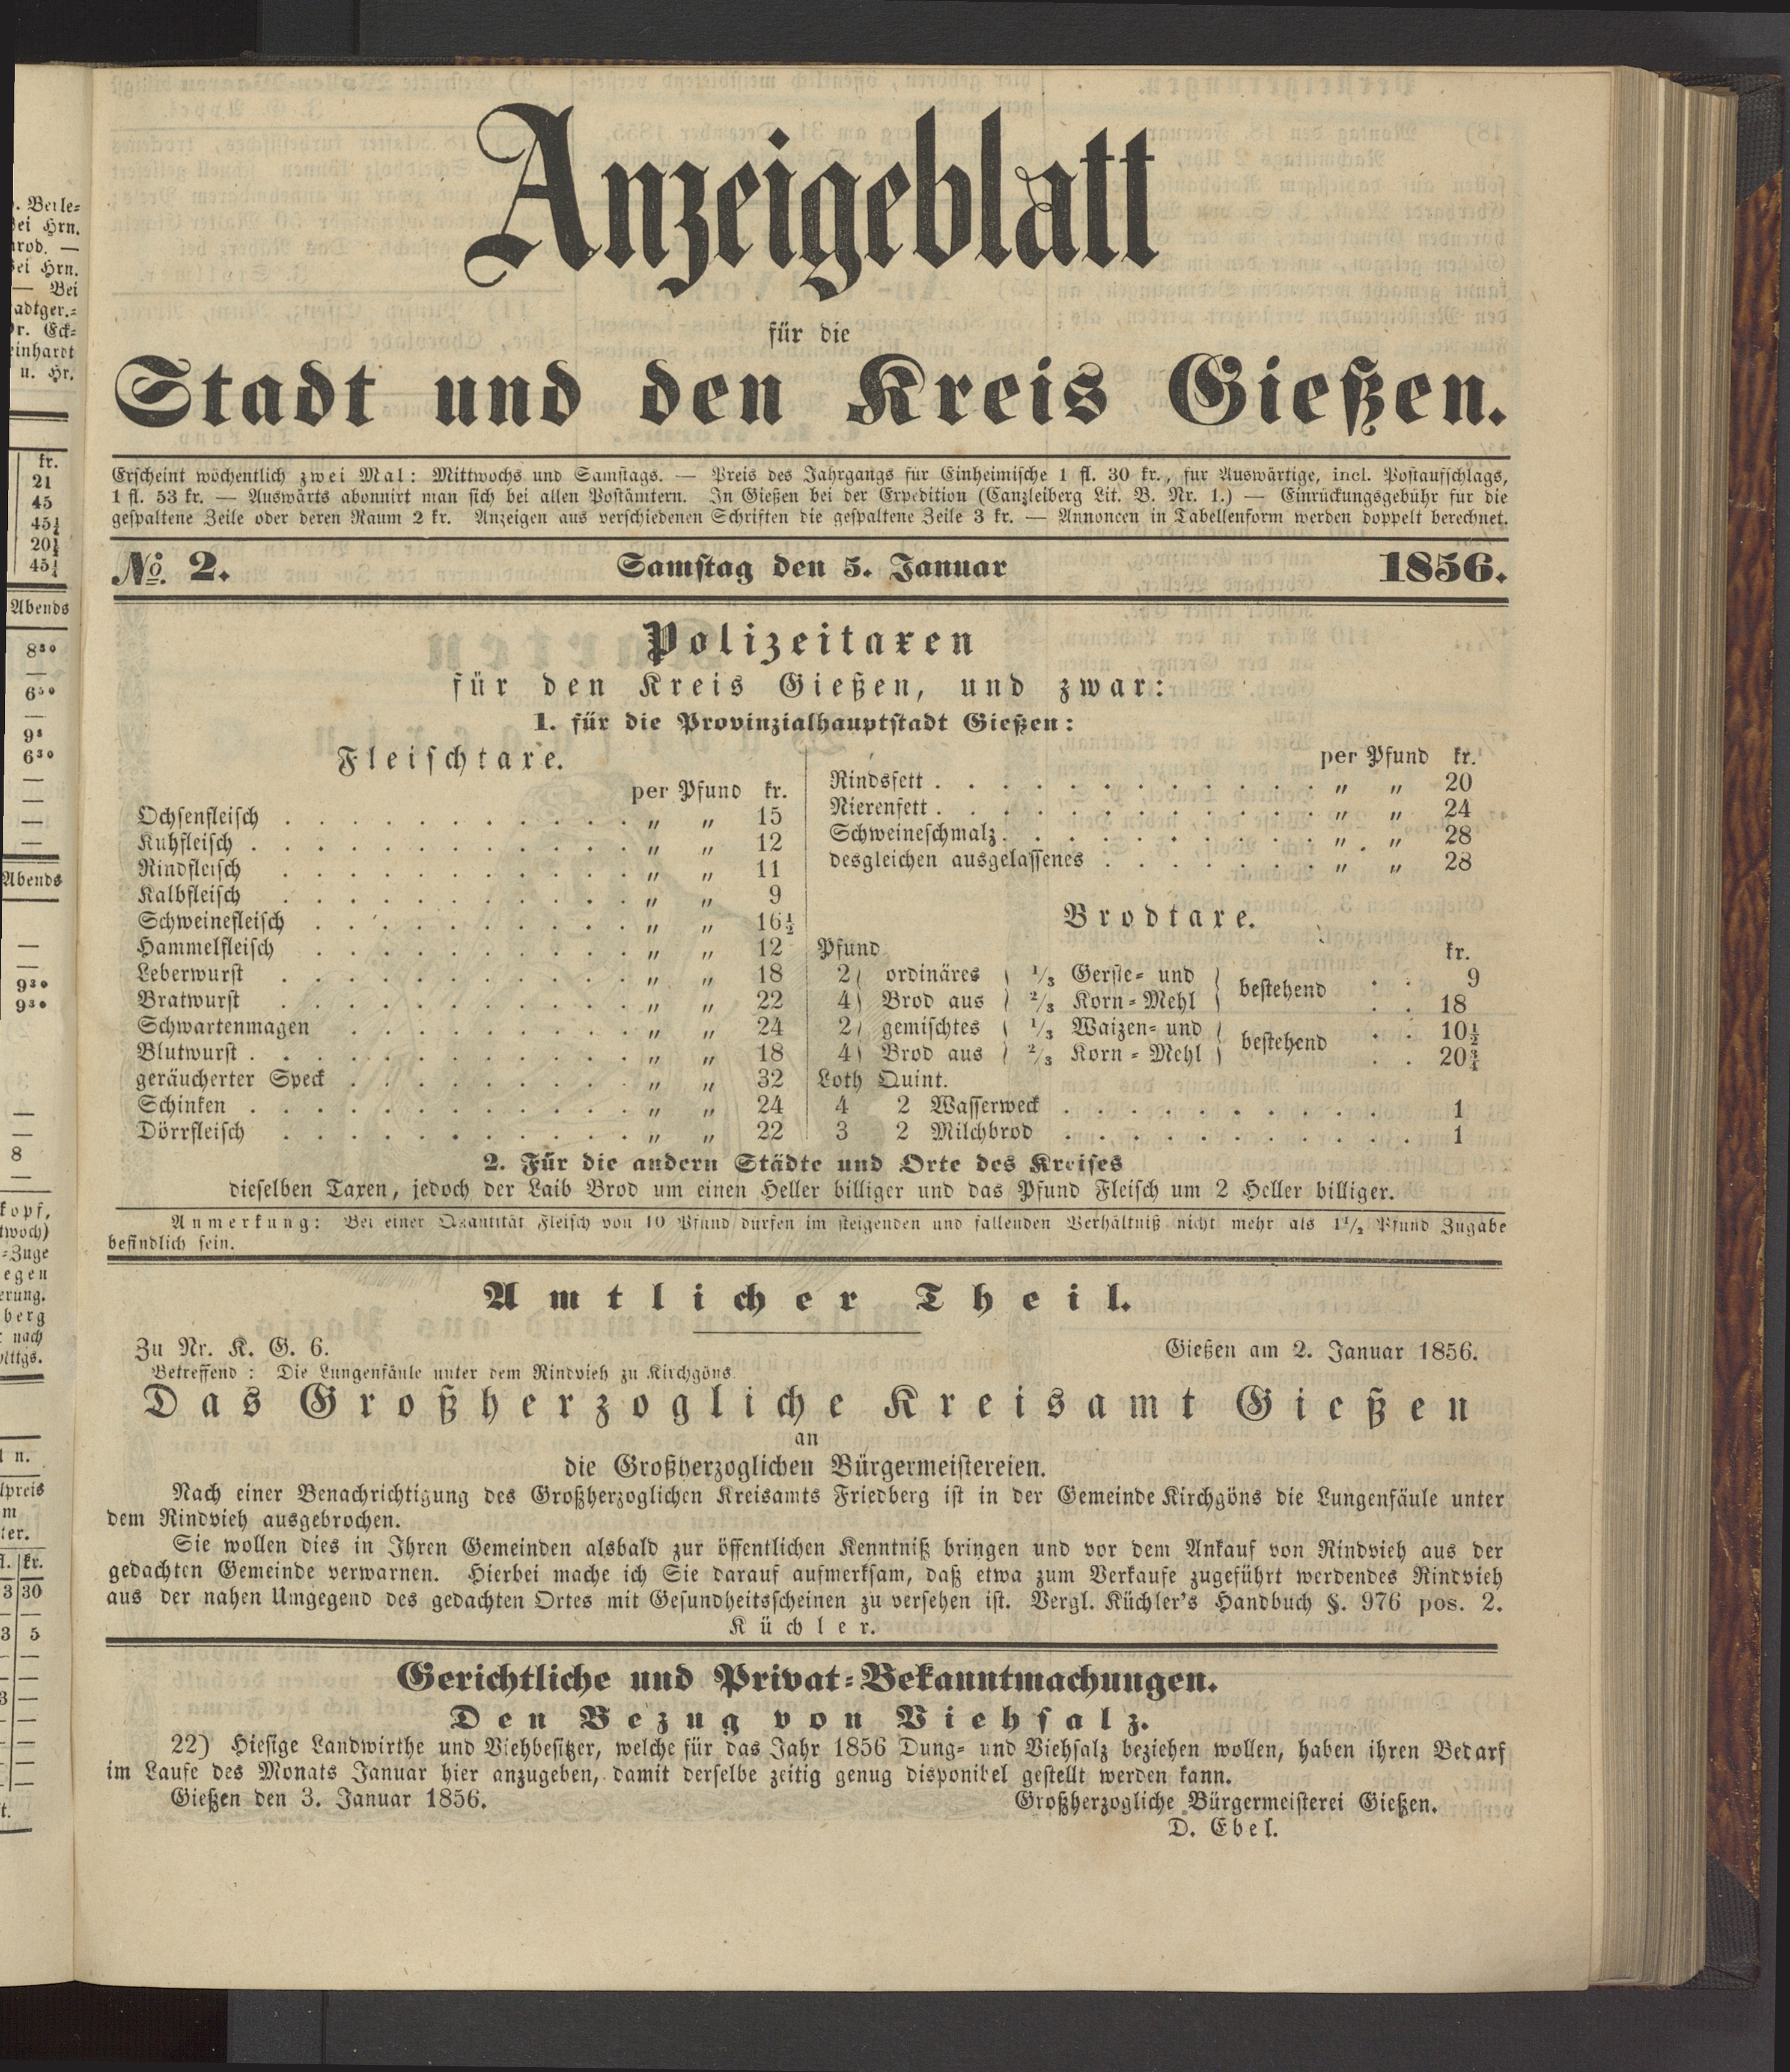 Anzeigeblatt
für die
Stadt und den Kreis Gießen.
Erscheint wöchentlich zwei Mal: Mittwochs und Samstags. — Preis des Jahrgangs für Einheimische 1 fl. 30 kr., für Auswärtige, incl. Postaufschlags,
1 fl. 53 kr. — Auswärts abonnirt man sich bei allen Postämtern. In Gießen bei der Expedition (Canzleiberg Lit. B. Nr. 1.) — Einrückungsgebühr für die
gespaltene Zeile oder deren Raum 2 kr. Anzeigen aus verschiedenen Schriften die gespaltene Zeile 3 kr. — Annoncen in Tabellenform werden doppelt berechnet.
No. 2. Samstag den 5. Januar 1856.
Polizeitaxen
für den Kreis Gießen, und zwar:
1. für die Provinzialhauptstadt Gießen:
Fleischtaxe.
per Pfund kr.
Ochsenfleisch . . . " " 15
Kuhfleisch . . . " " 12
Rindfleisch . . . " " 11
Kalbfleisch . . . " " 9
Schweinefleisch . . . " " 16½
Hammelfleisch . . . " " 12
Leberwurst . . . " " 18
Bratwurst . . . " " 22
Schwartenmagen . . . " " 24
Blutwurst . . . " " 18
geräucherter Speck . . . " " 32
Schinken . . . " " 24
Dörrfleisch . . . " " 22
per Pfund kr.
Rindsfett . . . " " 20
Nierenfett . . . " " 24
Schweineschmalz . . . " " 28
desgleichen ausgelassenes . . . " " 28
Brodtaxe.
Pfund kr.
2) ordinäres ( 1/3 Gerste- und ) bestehend . . 9
4) Brod aus ( 2/3 Korn-Mehl ) . . 18
2) gemischtes ( 1/3 Waizen- und ) bestehend . . 10½
4) Brod aus ( 2/3 Korn-Mehl ) . . 20¾
Loth Quint.
4 2 Wasserweck . . . 1
3 2 Milchbrod . . . 1
2. Für die andern Städte und Orte des Kreises
dieselben Taxen, jedoch der Laib Brod um einen Heller billiger und das Pfund Fleisch um 2 Heller billiger.
Anmerkung: Bei einer Quantität Fleisch von 10 Pfund dürfen im steigenden und fallenden Verhältniß nicht mehr als 1½ Pfund Zugabe
befindlich sein.
Amtlicher Theil.
Zu Nr. K. G. 6. Gießen am 2. Januar 1856.
Betreffend: Die Lungenfäule unter dem Rindvieh zu Kirchgöns
Das Großherzogliche Kreisamt Gießen
an
die Großherzoglichen Bürgermeistereien.
Nach einer Benachrichtigung des Großherzoglichen Kreisamts Friedberg ist in der Gemeinde Kirchgöns die Lungenfäule unter
dem Rindvieh ausgebrochen.
Sie wollen dies in Ihren Gemeinden alsbald zur öffentlichen Kenntniß bringen und vor dem Ankauf von Rindvieh aus der
gedachten Gemeinde verwarnen. Hierbei mache ich Sie darauf aufmerksam, daß etwa zum Verkaufe zugeführt werdendes Rindvieh
aus der nahen Umgegend des gedachten Ortes mit Gesundheitsscheinen zu versehen ist. Vergl. Küchler's Handbuch §. 976 pos. 2.
Küchler.
Gerichtliche und Privat-Bekanntmachungen.
Den Bezug von Viehsalz.
22) Hiesige Landwirthe und Viehbesitzer, welche für das Jahr 1856 Dung- und Viehsalz beziehen wollen, haben ihren Bedarf
im Laufe des Monats Januar hier anzugeben, damit derselbe zeitig genug disponibel gestellt werden kann.
Gießen den 3. Januar 1856. Großherzogliche Bürgermeisterei Gießen.
D. Ebel.